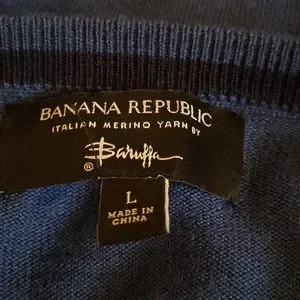 BANANA REPUBLIC
ITALIAN MERINO YARN BY
Baruffa
®
L
MADE IN
CHINA